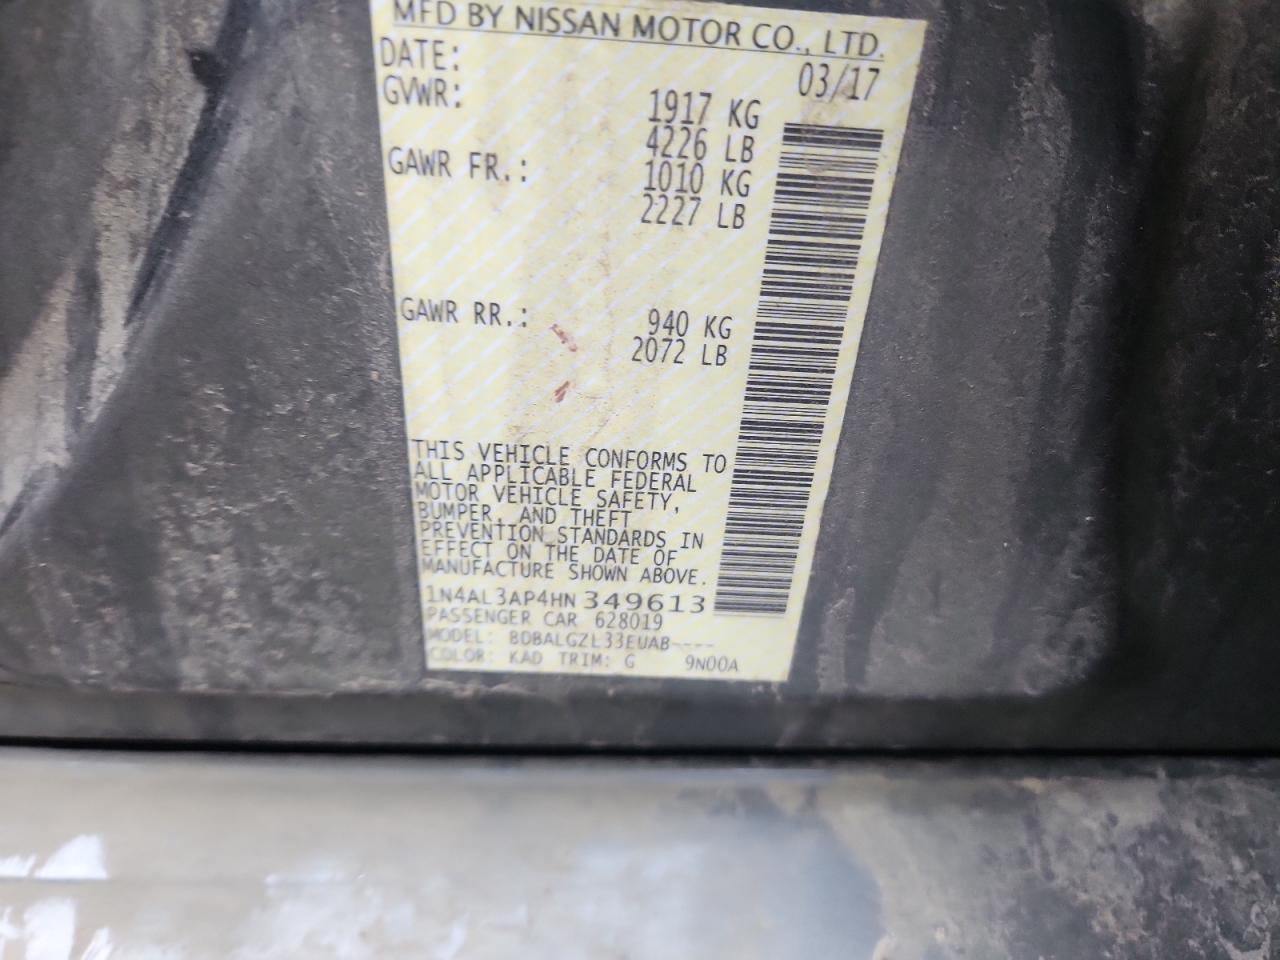 MFD BY NISSAN MOTOR CO., LTD.
DATE: 03/17
GVWR: 1917 KG
4226 LB
GAWR FR.: 1010 KG
2227 LB
GAWR RR.: 940 KG
2072 LB
THIS VEHICLE CONFORMS TO
ALL APPLICABLE FEDERAL
MOTOR VEHICLE SAFETY,
BUMPER, AND THEFT
PREVENTION STANDARDS IN
EFFECT ON THE DATE OF
MANUFACTURE SHOWN ABOVE.
1N4AL3AP4HN349613
PASSENGER CAR 628019
MODEL: BDBALGZL33EUAB----
COLOR: KAD TRIM: G 9N00A